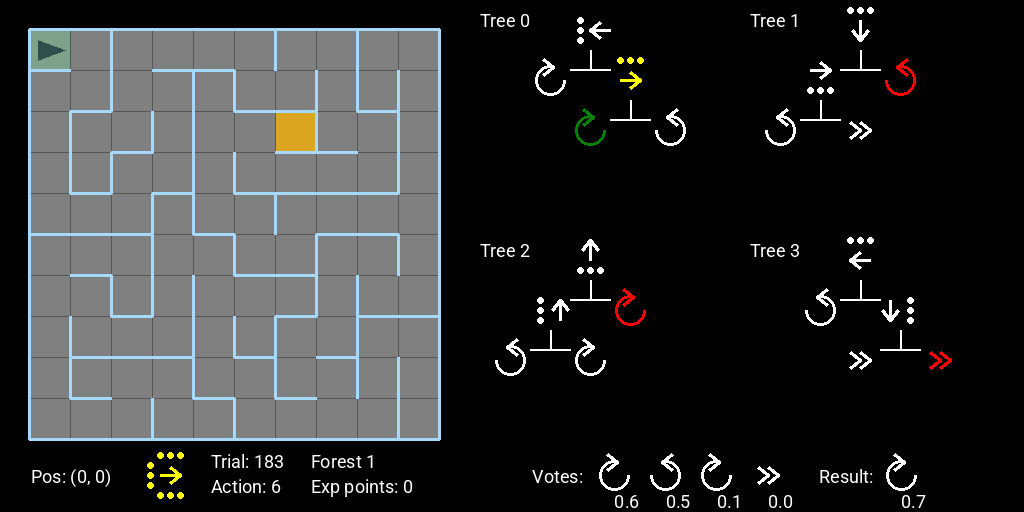 Tree 0
Tree 1
Tree 2
Tree 3
Pos: (0, 0)
Trial: 183
Forest 1
Action: 6
Exp points: 0
Votes:
0.6
0.5
0.1
0.0
Result:
0.7